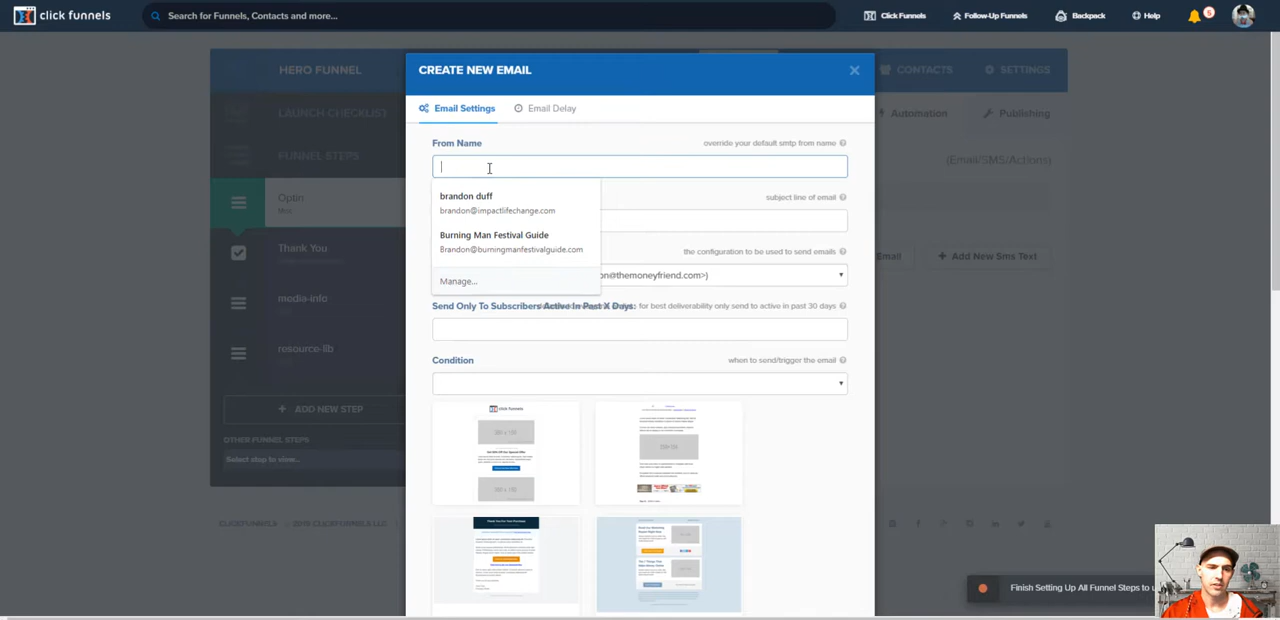 click funnels
Search for Funnels, Contacts and more...
Click Funnels
Follow-Up Funnels
Backpack
Help
5
HERO FUNNEL
CONTACTS
SETTINGS
LAUNCH CHECKLIST
Automation
Publishing
FUNNEL STEPS
(Email/SMS/Actions)
Optin
Thank You
Email
Add New Sms Text
media-info
resource-lib
ADD NEW STEP
OTHER FUNNEL STEPS
Select step to view...
CREATE NEW EMAIL
Email Settings
Email Delay
From Name
override your default smtp from name
brandon duff
brandon@impactlifechange.com
subject line of email
Burning Man Festival Guide
Brandon@burningmanfestivalguide.com
the configuration to be used to send emails
on@themoneyfriend.com>)
Manage...
Send Only To Subscribers Active In Past X Days:
for best deliverability only send to active in past 30 days
Condition
when to send/trigger the email
click funnels
CLICKFUNNELS
2019 CLICKFUNNELS LLC
Finish Setting Up All Funnel Steps to